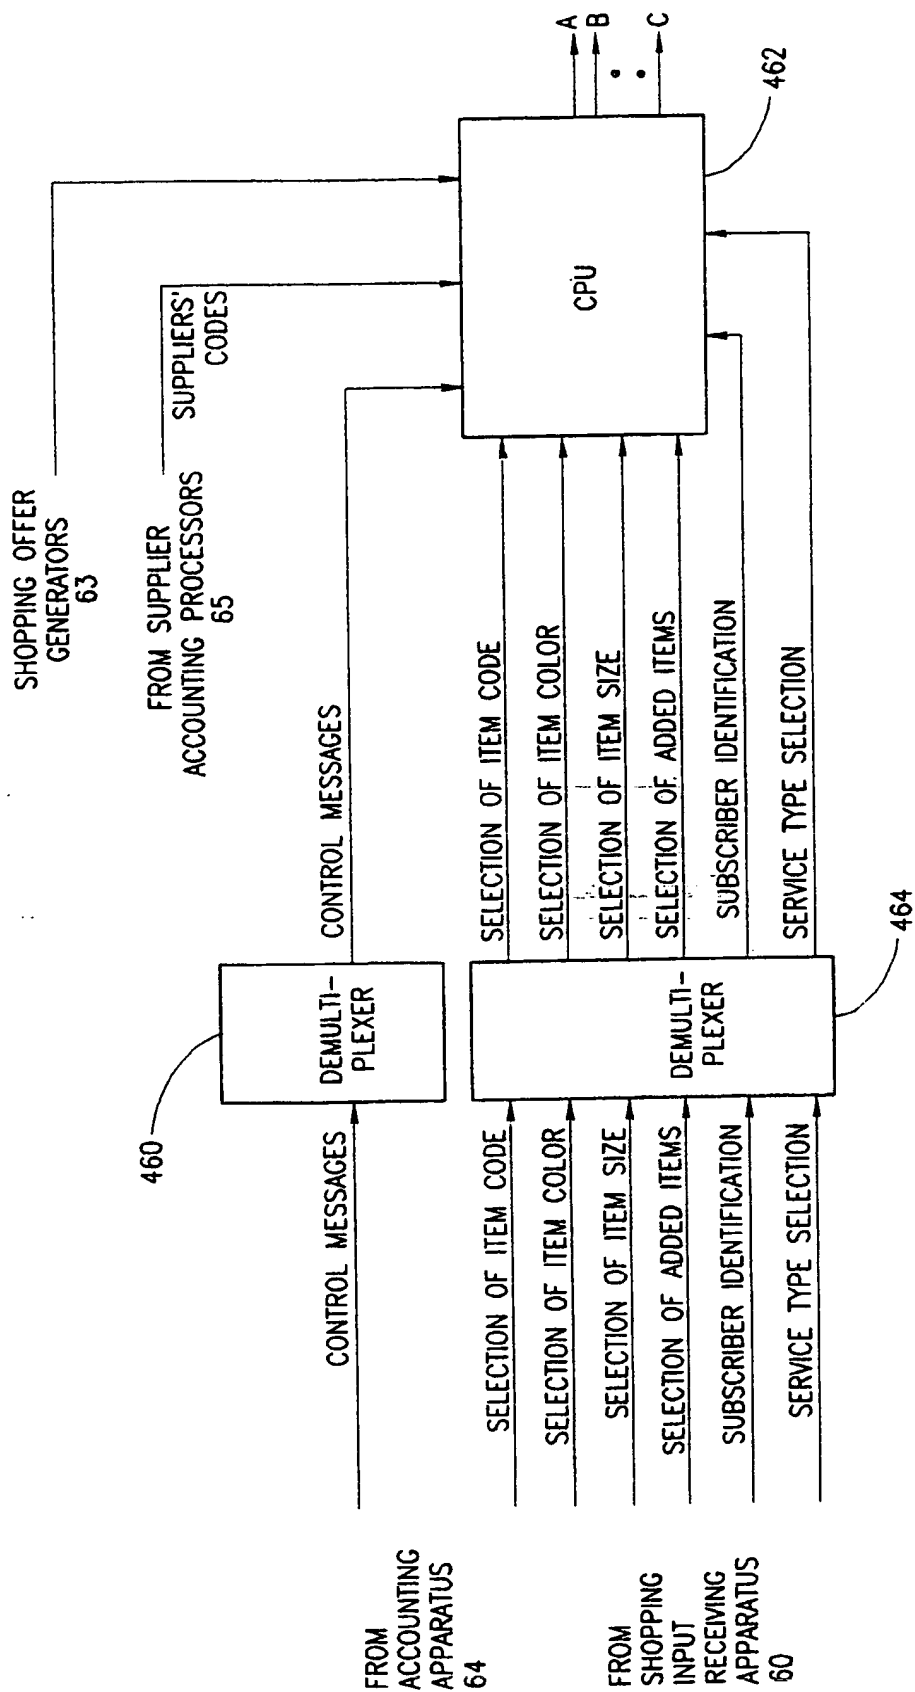 SHOPPING OFFER
GENERATORS
63
FROM SUPPLIER
ACCOUNTING PROCESSORS
65
SUPPLIERS'
CODES
460
CONTROL MESSAGES
DEMULTI-
PLEXER
CONTROL MESSAGES
FROM
ACCOUNTING
APPARATUS
64
SELECTION OF ITEM CODE
SELECTION OF ITEM COLOR
SELECTION OF ITEM SIZE
SELECTION OF ADDED ITEMS
SUBSCRIBER IDENTIFICATION
SERVICE TYPE SELECTION
FROM
SHOPPING
INPUT
RECEIVING
APPARATUS
60
DEMULTI-
PLEXER
464
SELECTION OF ITEM CODE
SELECTION OF ITEM COLOR
SELECTION OF ITEM SIZE
SELECTION OF ADDED ITEMS
SUBSCRIBER IDENTIFICATION
SERVICE TYPE SELECTION
CPU
462
A
B
C